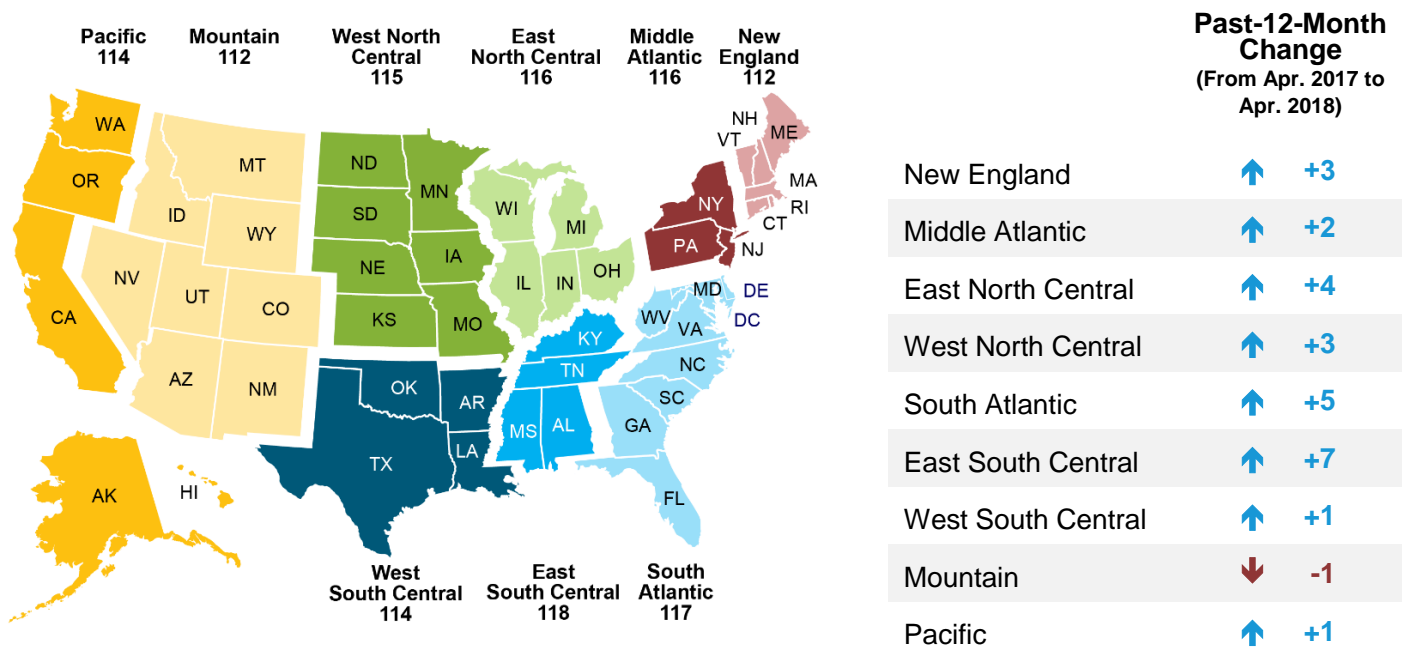 Pacific
114
Mountain
112
West North
Central
115
East
North Central
116
Middle
Atlantic
116
New
England
112
WA
OR
CA
AK
HI
MT
ID
WY
NV
UT
CO
AZ
NM
ND
SD
NE
KS
MN
IA
MO
WI
MI
IL
IN
OH
NY
PA
NJ
NH
VT
ME
MA
RI
CT
MD
DE
DC
WV
VA
NC
SC
GA
FL
KY
TN
MS
AL
OK
AR
TX
LA
West
South Central
114
East
South Central
118
South
Atlantic
117
Past-12-Month
Change
(From Apr. 2017 to
Apr. 2018)
New England +3
Middle Atlantic +2
East North Central +4
West North Central +3
South Atlantic +5
East South Central +7
West South Central +1
Mountain -1
Pacific +1